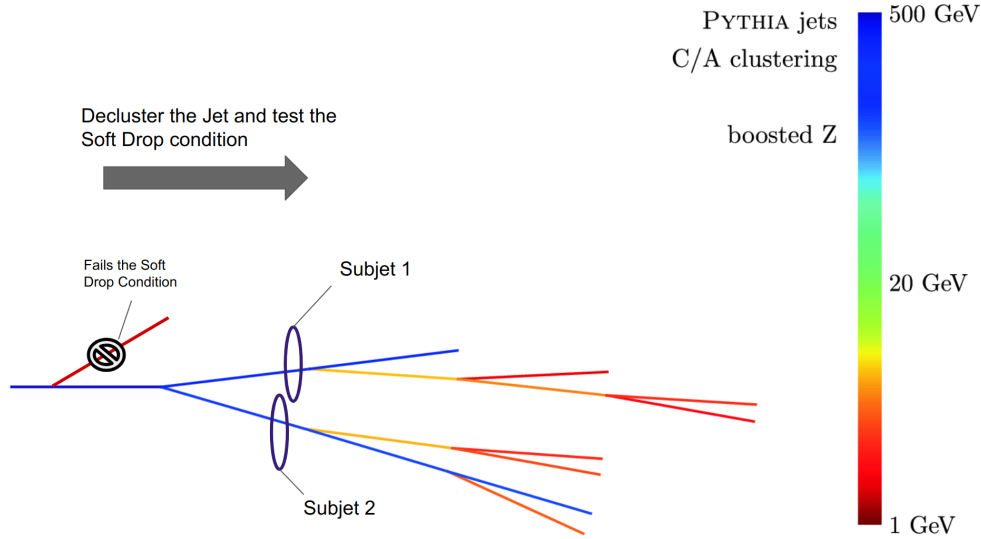 PYTHIA jets
C/A clustering
boosted Z
500 GeV
20 GeV
1 GeV
Decluster the Jet and test the
Soft Drop condition
Fails the Soft
Drop Condition
Subjet 1
Subjet 2